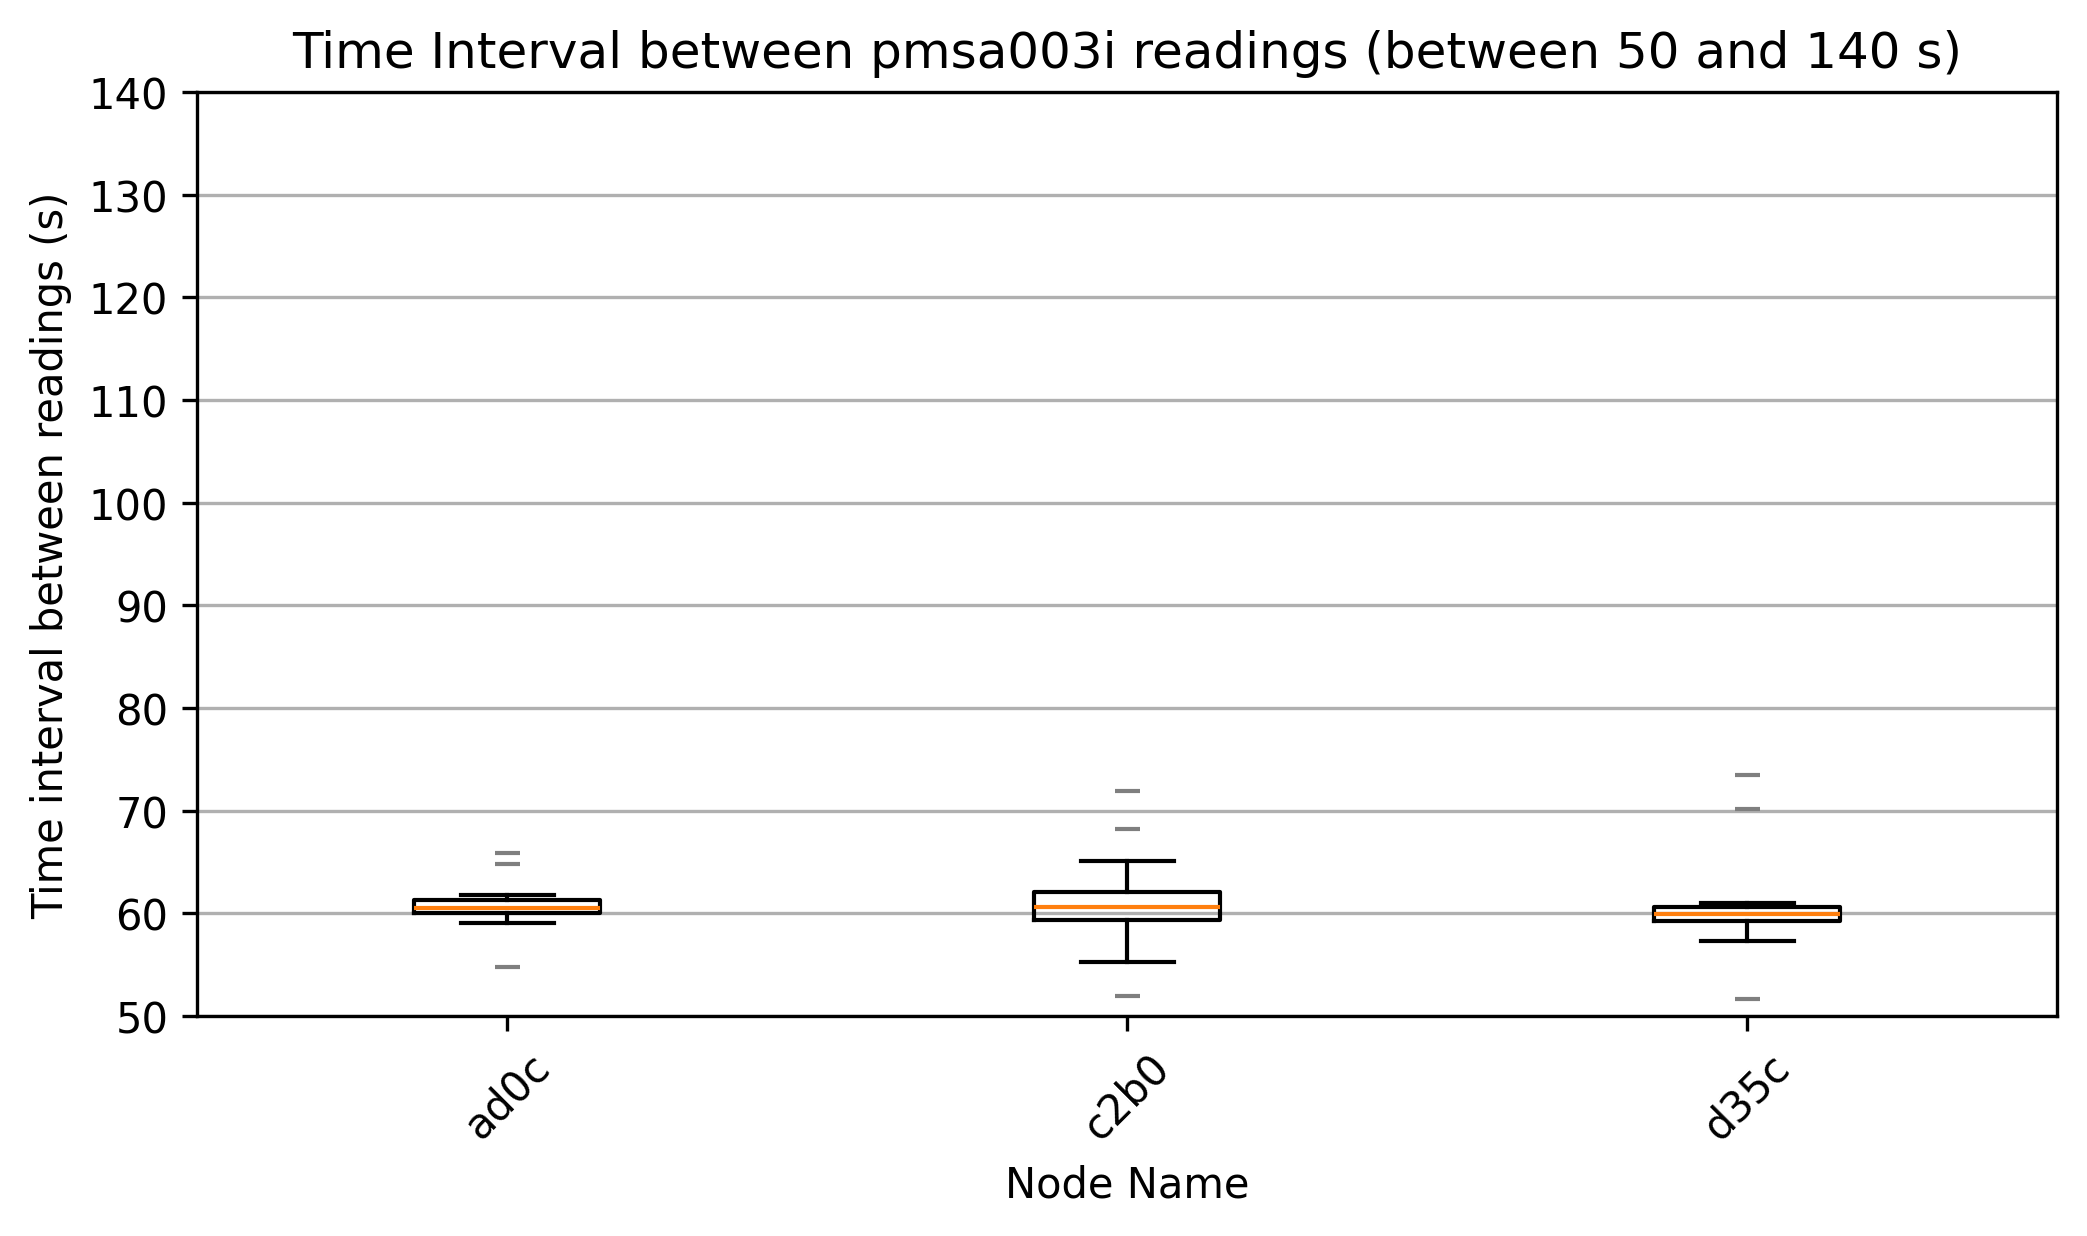 Time Interval between pmsa003i readings (between 50 and 140 s)
Time interval between readings (s)
140
130
120
110
100
90
80
70
60
50
ad0c
c2b0
d35c
Node Name